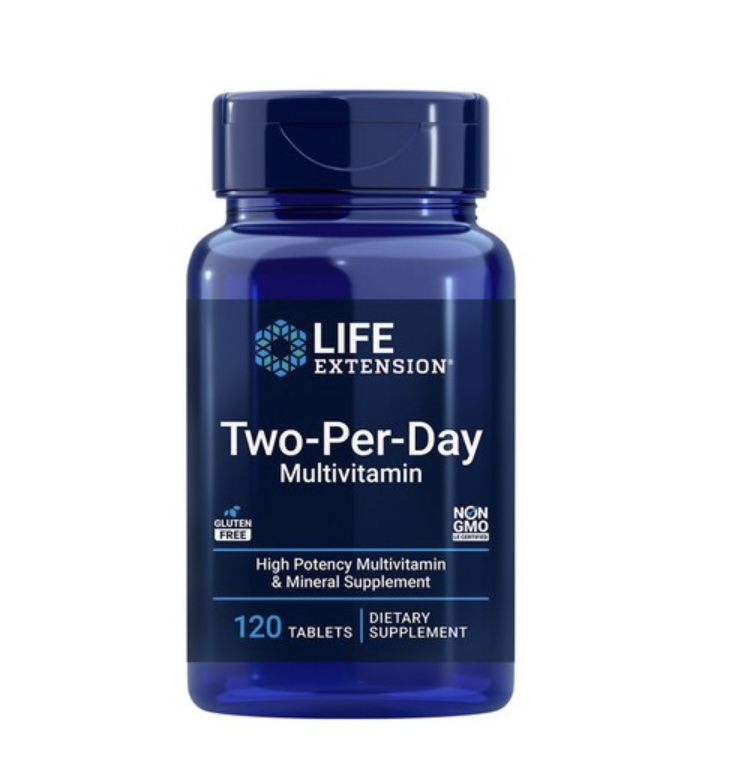 LIFE
EXTENSION®
Two-Per-Day
Multivitamin
GLUTEN
FREE
NON
GMO
LE CERTIFIED
High Potency Multivitamin
& Mineral Supplement
120 TABLETS
DIETARY
SUPPLEMENT